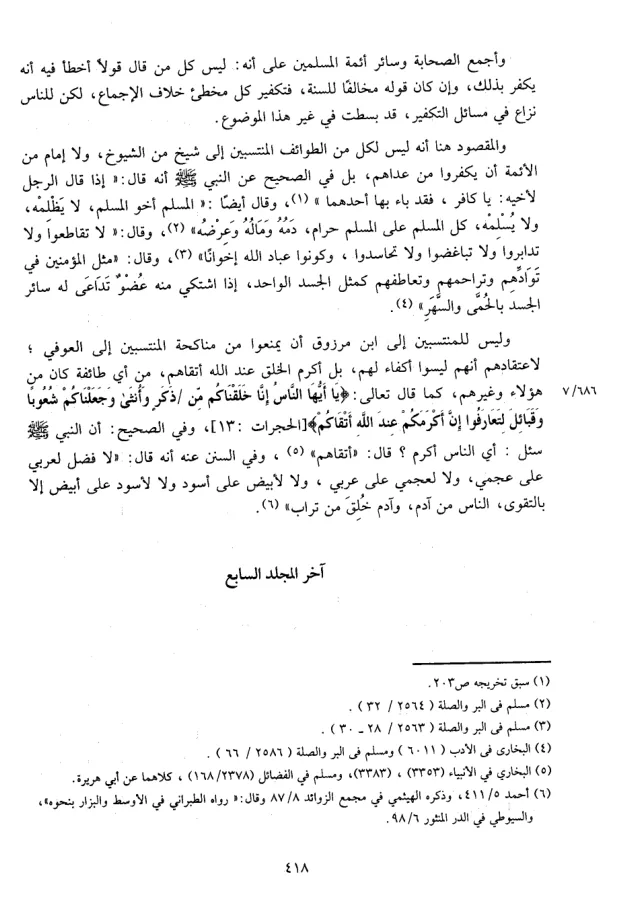 وأجمع الصحابة وسائر أئمة المسلمين على أنه: ليس كل من قال قولاً أخطأ فيه أنه
يكفر بذلك، وإن كان قوله مخالفًا للسنة، فتكفير كل مخطئ خلاف الإجماع، لكن للناس
نزاع في مسائل التكفير، قد بسطت في غير هذا الموضوع.
والمقصود هنا أنه ليس لكل من الطوائف المنتسبين إلى شيخ من الشيوخ، ولا إمام من
الأئمة أن يكفروا من عداهم، بل في الصحيح عن النبي ﷺ أنه قال:« إذا قال الرجل
لأخيه: يا كافر ، فقد باء بها أحدهما » (١)، وقال أيضًا :« المسلم أخو المسلم، لا يَظْلِمْه،
ولا يُسْلِمْه، كل المسلم على المسلم حرام، دَمُهُ وَمَالُهُ وَعِرْضُه» (٢)، وقال:« لا تقاطعوا ولا
تدابروا ولا تباغضوا ولا تحاسدوا ، وكونوا عباد الله إخوانًا» (٣)، وقال: «مثل المؤمنين في
تَوَادِّهِم وتراحمهم وتعاطفهم كمثل الجسد الواحد، إذا اشتكي منه عُضْوٌ تَدَاعَى له سائر
الجسد بالحُمَّى والسَّهَرِ» (٤).
وليس للمنتسبين إلى ابن مرزوق أن يمنعوا من مناكحة المنتسبين إلى العوفي ؛
لاعتقادهم أنهم ليسوا أكفاء لهم، بل أكرم الخلق عند الله أتقاهم، من أي طائفة كان من
هؤلاء وغيرهم، كما قال تعالى: ﴿يَا أَيُّهَا النَّاسُ إِنَّا خَلَقْنَاكُم مِّن /ذَكَرٍ وَأُنثَىٰ وَجَعَلْنَاكُمْ شُعُوبًا
٧/٦٨٦
وَقَبَائِلَ لِتَعَارَفُوا إِنَّ أَكْرَمَكُمْ عِندَ اللَّهِ أَتْقَاكُمْ﴾[الحجرات :١٣]، وفي الصحيح: أن النبي ﷺ
سئل : أي الناس أكرم ؟ قال: «أتقاهم» (٥) ، وفي السنن عنه أنه قال: «لا فضل لعربي
على عجمي، ولا لعجمي على عربي ، ولا لأبيض على أسود ولا لأسود على أبيض إلا
بالتقوى، الناس من آدم، وآدم خُلِقَ من تراب» (٦).
آخر المجلد السابع
(١) سبق تخريجه ص٢٠٣.
(٢) مسلم فى البر والصلة ( ٢٥٦٤ / ٣٢ ) .
(٣) مسلم فى البر والصلة ( ٢٥٦٣ / ٢٨ ـ ٣٠ ) .
(٤) البخارى فى الأدب ( ٦٠١١ ) ومسلم فى البر والصلة ( ٢٥٨٦ / ٦٦ ) .
(٥) البخاري في الأنبياء (٣٣٥٣) ، (٣٣٨٣)، ومسلم في الفضائل (١٦٨/٢٣٧٨) ، كلاهما عن أبي هريرة.
(٦) أحمد ٤١١/٥، وذكره الهيثمي في مجمع الزوائد ٨٧/٨ وقال:« رواه الطبراني في الأوسط والبزار بنحوه»،
والسيوطي في الدر المنثور ٩٨/٦.
٤١٨